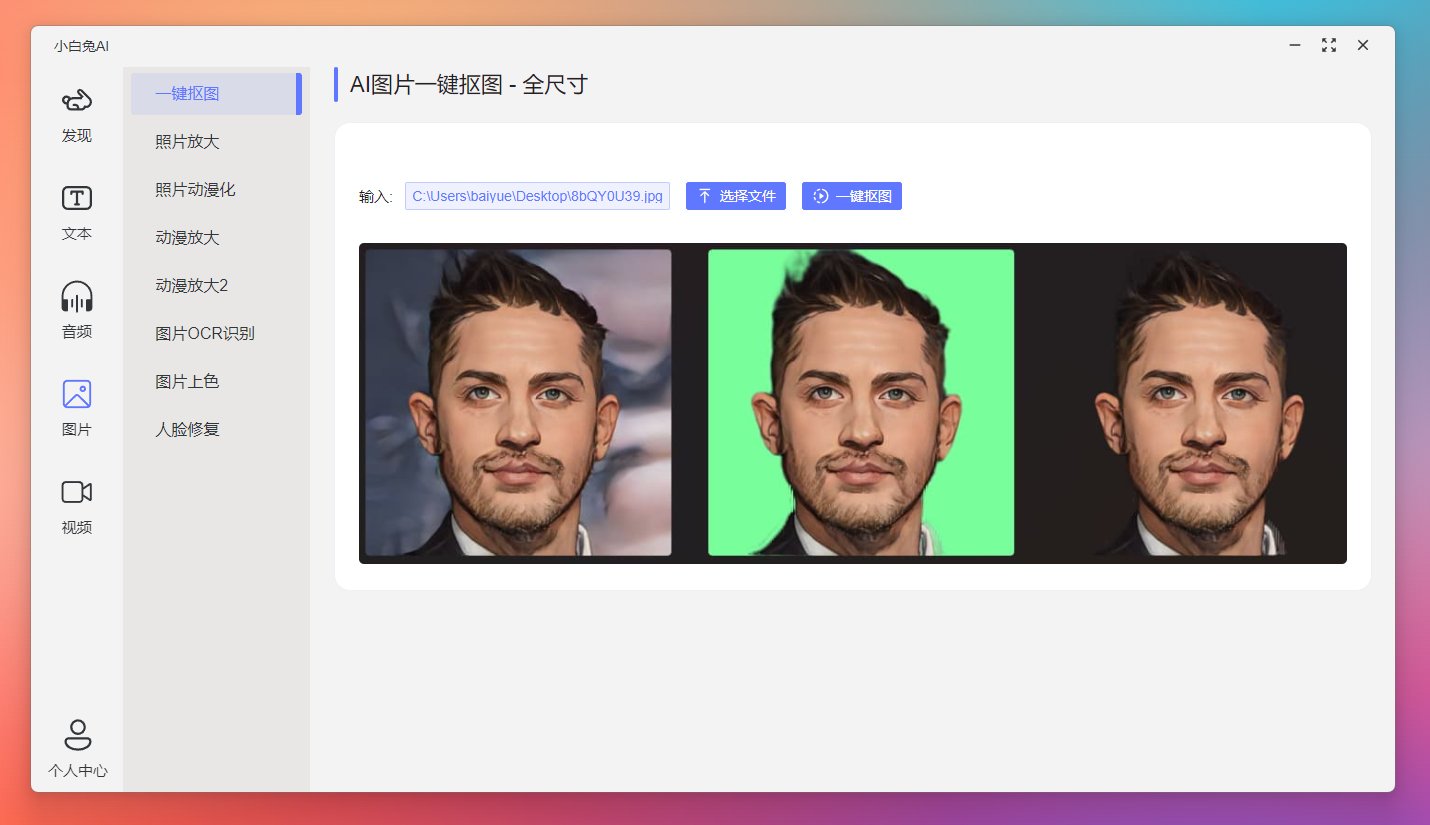 小白兔AI
发现
文本
音频
图片
视频
个人中心
一键抠图
照片放大
照片动漫化
动漫放大
动漫放大2
图片OCR识别
图片上色
人脸修复
AI图片一键抠图 - 全尺寸
输入: C:\Users\baiyue\Desktop\8bQY0U39.jpg 选择文件 一键抠图